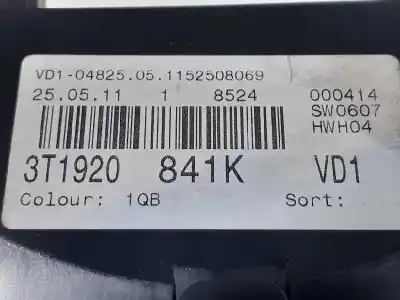 VD1-04825.05.1152508069
25.05.11 1 8524 000414
SW0607
HWH04
3T1920 841K VD1
Colour: 1QB Sort: